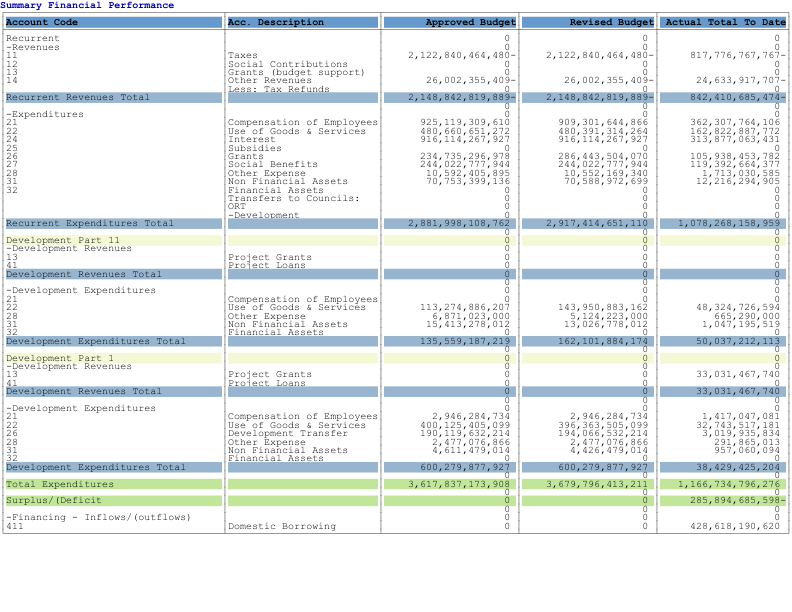 Summary Financial Performance
Account Code Acc. Description Approved Budget Revised Budget Actual Total To Date
Recurrent 0 0 0
-Revenues 0 0 0
11 Taxes 2,122,840,464,480- 2,122,840,464,480- 817,776,767,767-
12 Social Contributions 0 0 0
13 Grants (budget support) 0 0 0
14 Other Revenues 26,002,355,409- 26,002,355,409- 24,633,917,707-
Less: Tax Refunds 0 0 0
Recurrent Revenues Total 2,148,842,819,889- 2,148,842,819,889- 842,410,685,474-
0 0 0
-Expenditures 0 0 0
21 Compensation of Employees 925,119,309,610 909,301,644,866 362,307,764,106
22 Use of Goods & Services 480,660,651,272 480,391,314,264 162,822,887,772
24 Interest 916,114,267,927 916,114,267,927 313,877,063,431
25 Subsidies 0 0 0
26 Grants 234,735,296,978 286,443,504,070 105,938,453,782
27 Social Benefits 244,022,777,944 244,022,777,944 119,392,664,377
28 Other Expense 10,592,405,895 10,552,169,340 1,713,030,585
31 Non Financial Assets 70,753,399,136 70,588,972,699 12,216,294,905
32 Financial Assets 0 0 0
Transfers to Councils: 0 0 0
ORT 0 0 0
-Development 0 0 0
Recurrent Expenditures Total 2,881,998,108,762 2,917,414,651,110 1,078,268,158,959
0 0 0
Development Part 11 0 0 0
-Development Revenues 0 0 0
13 Project Grants 0 0 0
41 Project Loans 0 0 0
Development Revenues Total 0 0 0
0 0 0
-Development Expenditures 0 0 0
21 Compensation of Employees 0 0 0
22 Use of Goods & Services 113,274,886,207 143,950,883,162 48,324,726,594
28 Other Expense 6,871,023,000 5,124,223,000 665,290,000
31 Non Financial Assets 15,413,278,012 13,026,778,012 1,047,195,519
32 Financial Assets 0 0 0
Development Expenditures Total 135,559,187,219 162,101,884,174 50,037,212,113
0 0 0
Development Part 1 0 0 0
-Development Revenues 0 0 0
13 Project Grants 0 0 33,031,467,740
41 Project Loans 0 0 0
Development Revenues Total 0 0 33,031,467,740
0 0 0
-Development Expenditures 0 0 0
21 Compensation of Employees 2,946,284,734 2,946,284,734 1,417,047,081
22 Use of Goods & Services 400,125,405,099 396,363,505,099 32,743,517,181
26 Development Transfer 190,119,632,214 194,066,532,214 3,019,935,834
28 Other Expense 2,477,076,866 2,477,076,866 291,865,013
31 Non Financial Assets 4,611,479,014 4,426,479,014 957,060,094
32 Financial Assets 0 0 0
Development Expenditures Total 600,279,877,927 600,279,877,927 38,429,425,204
0 0 0
Total Expenditures 3,617,837,173,908 3,679,796,413,211 1,166,734,796,276
0 0 0
Surplus/(Deficit 0 0 285,894,685,598-
0 0 0
-Financing - Inflows/(outflows) 0 0 0
411 Domestic Borrowing 0 0 428,618,190,620